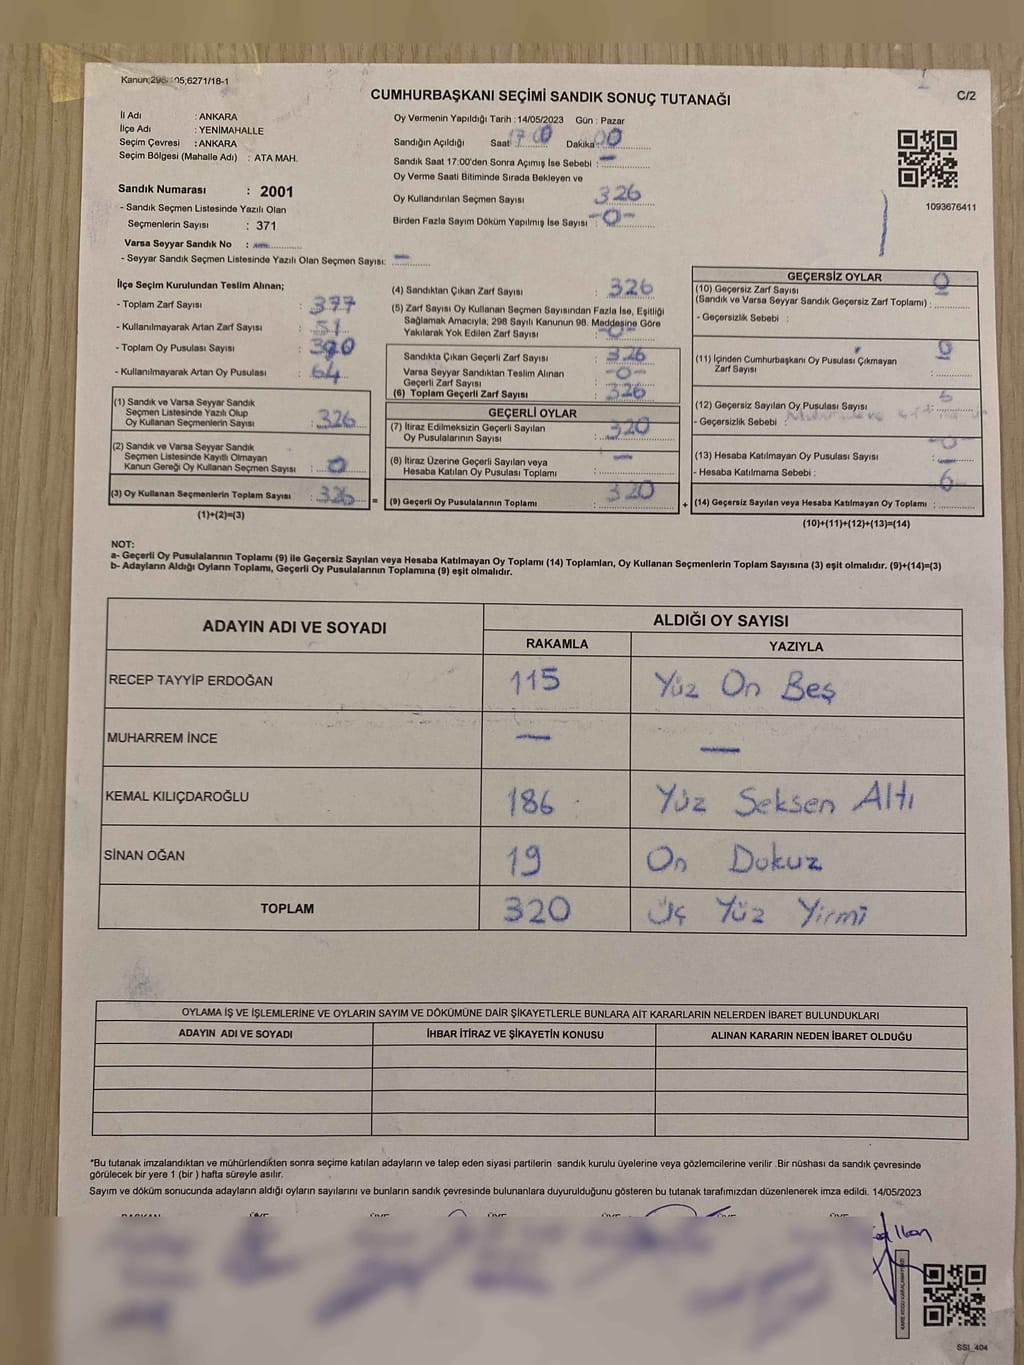 Kanun;298/105;6271/18-1
C/2
CUMHURBAŞKANI SEÇİMİ SANDIK SONUÇ TUTANAĞI
İl Adı : ANKARA
İlçe Adı : YENİMAHALLE
Seçim Çevresi : ANKARA
Seçim Bölgesi (Mahalle Adı) : ATA MAH.
Sandık Numarası : 2001
- Sandık Seçmen Listesinde Yazılı Olan
Seçmenlerin Sayısı : 371
Varsa Seyyar Sandık No : —
- Seyyar Sandık Seçmen Listesinde Yazılı Olan Seçmen Sayısı: —
Oy Vermenin Yapıldığı Tarih : 14/05/2023 Gün : Pazar
Sandığın Açıldığı Saat 17 00 Dakika 00
Sandık Saat 17:00'den Sonra Açımış İse Sebebi : —
Oy Verme Saati Bitiminde Sırada Bekleyen ve
Oy Kullandırılan Seçmen Sayısı 326
Birden Fazla Sayım Döküm Yapılmış İse Sayısı -0-
1093676411
İlçe Seçim Kurulundan Teslim Alınan;
- Toplam Zarf Sayısı : 377
- Kullanılmayarak Artan Zarf Sayısı : 51
- Toplam Oy Pusulası Sayısı : 390
- Kullanılmayarak Artan Oy Pusulası : 64
(1) Sandık ve Varsa Seyyar Sandık
Seçmen Listesinde Yazılı Olup
Oy Kullanan Seçmenlerin Sayısı : 326
(2) Sandık ve Varsa Seyyar Sandık
Seçmen Listesinde Kayıtlı Olmayan
Kanun Gereği Oy Kullanan Seçmen Sayısı : 0
(3) Oy Kullanan Seçmenlerin Toplam Sayısı : 326
(1)+(2)=(3)
=
(4) Sandıktan Çıkan Zarf Sayısı : 326
(5) Zarf Sayısı Oy Kullanan Seçmen Sayısından Fazla İse, Eşitliği
Sağlamak Amacıyla; 298 Sayılı Kanunun 98. Maddesine Göre
Yakılarak Yok Edilen Zarf Sayısı : -0-
Sandıkta Çıkan Geçerli Zarf Sayısı : 326
Varsa Seyyar Sandıktan Teslim Alınan
Geçerli Zarf Sayısı : -0-
(6) Toplam Geçerli Zarf Sayısı : 326
GEÇERLİ OYLAR
(7) İtiraz Edilmeksizin Geçerli Sayılan
Oy Pusulalarının Sayısı : 320
(8) İtiraz Üzerine Geçerli Sayılan veya
Hesaba Katılan Oy Pusulası Toplamı : —
(9) Geçerli Oy Pusulalarının Toplamı : 320
+
GEÇERSİZ OYLAR
(10) Geçersiz Zarf Sayısı 0
(Sandık ve Varsa Seyyar Sandık Geçersiz Zarf Toplamı) :
- Geçersizlik Sebebi :
(11) İçinden Cumhurbaşkanı Oy Pusulası Çıkmayan 0
Zarf Sayısı :
(12) Geçersiz Sayılan Oy Pusulası Sayısı :
- Geçersizlik Sebebi :
(13) Hesaba Katılmayan Oy Pusulası Sayısı : -0-
- Hesaba Katılmama Sebebi : —
(14) Geçersiz Sayılan veya Hesaba Katılmayan Oy Toplamı : 6
(10)+(11)+(12)+(13)=(14)
NOT:
a- Geçerli Oy Pusulalarının Toplamı (9) ile Geçersiz Sayılan veya Hesaba Katılmayan Oy Toplamı (14) Toplamları, Oy Kullanan Seçmenlerin Toplam Sayısına (3) eşit olmalıdır. (9)+(14)=(3)
b- Adayların Aldığı Oyların Toplamı, Geçerli Oy Pusulalarının Toplamına (9) eşit olmalıdır.
ADAYIN ADI VE SOYADI
ALDIĞI OY SAYISI
RAKAMLA YAZIYLA
RECEP TAYYİP ERDOĞAN 115 Yüz On Beş
MUHARREM İNCE — —
KEMAL KILIÇDAROĞLU 186 Yüz Seksen Altı
SİNAN OĞAN 19 On Dokuz
TOPLAM 320 Üç Yüz Yirmi
OYLAMA İŞ VE İŞLEMLERİNE VE OYLARIN SAYIM VE DÖKÜMÜNE DAİR ŞİKAYETLERLE BUNLARA AİT KARARLARIN NELERDEN İBARET BULUNDUKLARI
ADAYIN ADI VE SOYADI İHBAR İTİRAZ VE ŞİKAYETİN KONUSU ALINAN KARARIN NEDEN İBARET OLDUĞU
*Bu tutanak imzalandıktan ve mühürlendikten sonra seçime katılan adayların ve talep eden siyasi partilerin sandık kurulu üyelerine veya gözlemcilerine verilir .Bir nüshası da sandık çevresinde
görülecek bir yere 1 (bir ) hafta süreyle asılır.
Sayım ve döküm sonucunda adayların aldığı oyların sayılarını ve bunların sandık çevresinde bulunanlara duyurulduğunu gösteren bu tutanak tarafımızdan düzenlenerek imza edildi. 14/05/2023
SSI_404